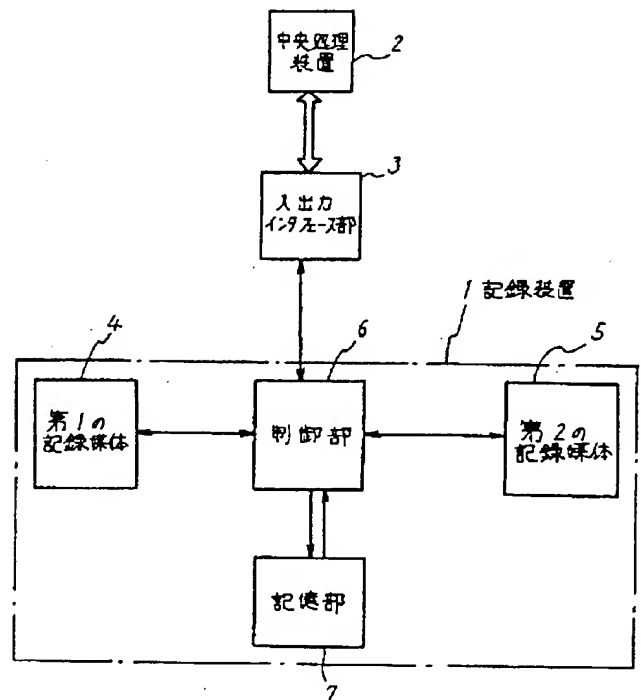 中央処理
装置
2
3
入出力
インタフェース部
1 記録装置
4
6
5
第1の
記録媒体
制御部
第2の
記録媒体
記憶部
7